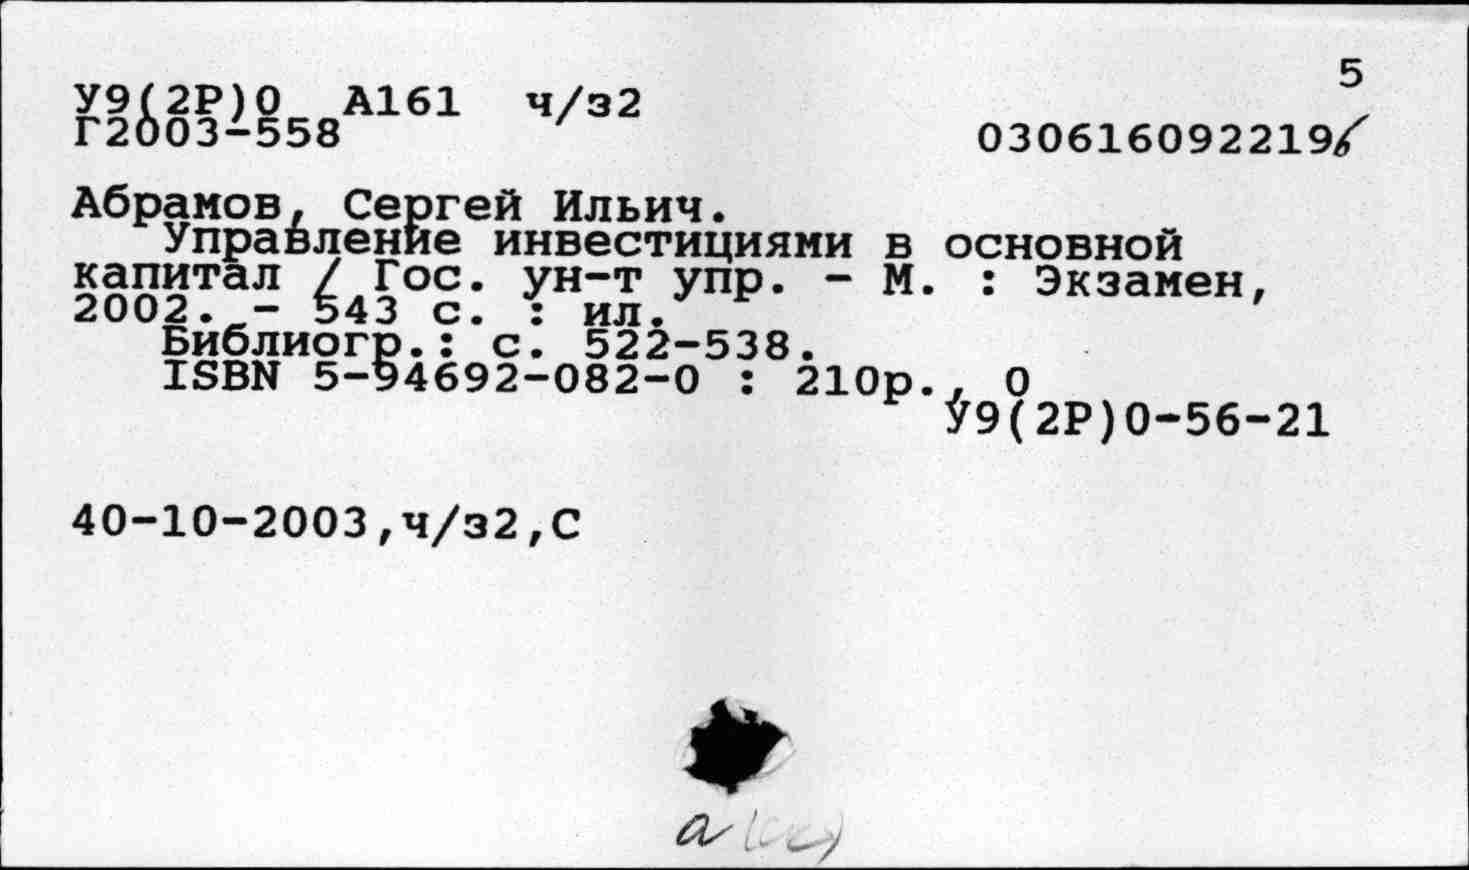 5
У9(2Р)0 А161 ч/з2
Г2003-558
030616092219
Абрамов, Сергей Ильич.
Управление инвестициями в основной
капитал / Гос. ун-т упр. - М. : Экзамен,
2002. - 543 с. : ил.
Библиогр.: с. 522-538.
ISBN 5-94692-082-0 : 210р., 0
У9(2Р)0-56-21
40-10-2003,ч/з2,С
а